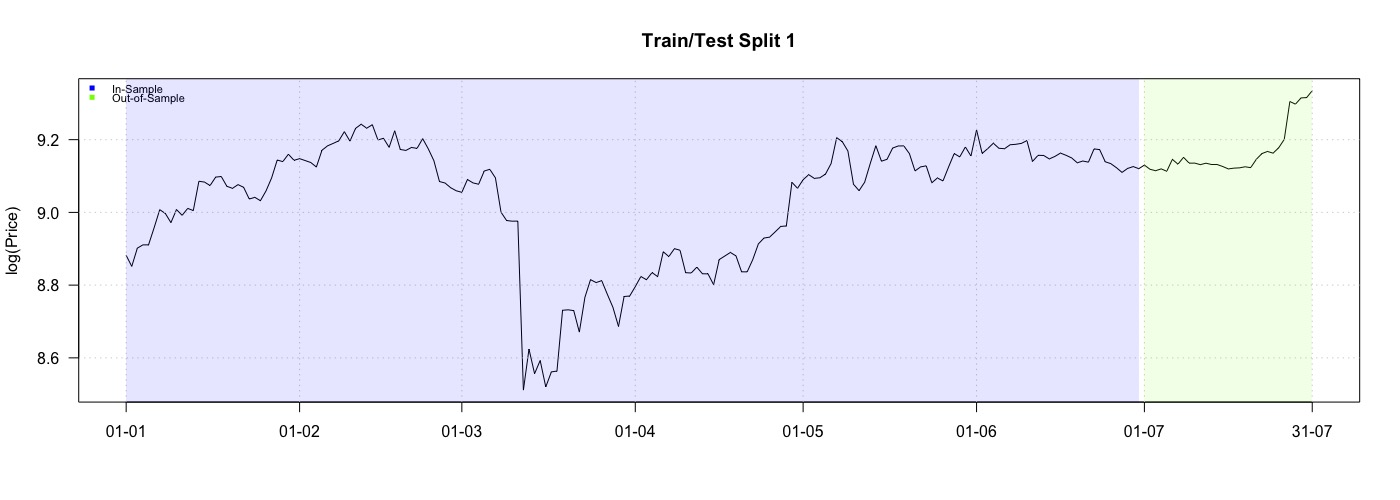 Train/Test Split 1
In-Sample
Out-of-Sample
log(Price)
9.2
9.0
8.8
8.6
01-01 01-02 01-03 01-04 01-05 01-06 01-07 31-07